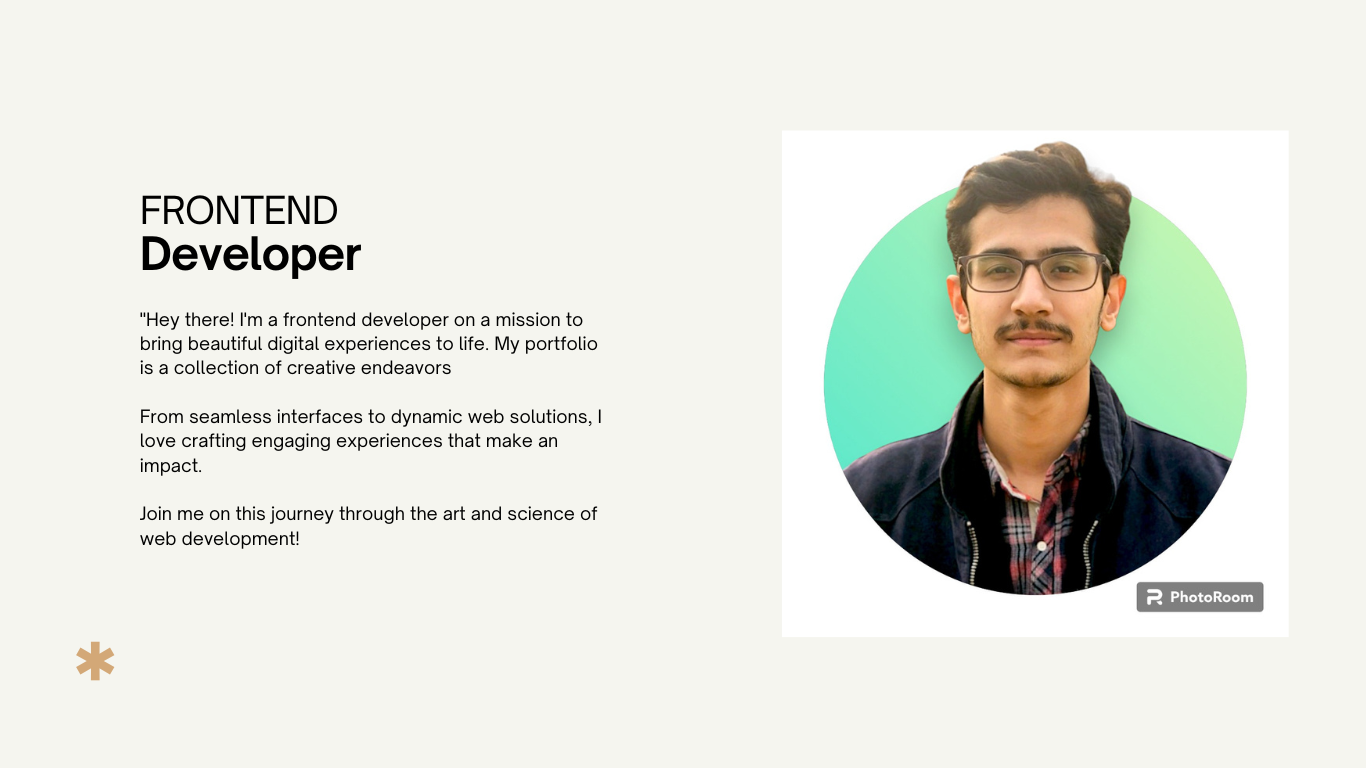 FRONTEND
Developer
"Hey there! I'm a frontend developer on a mission to
bring beautiful digital experiences to life. My portfolio
is a collection of creative endeavors
From seamless interfaces to dynamic web solutions, I
love crafting engaging experiences that make an
impact.
Join me on this journey through the art and science of
web development!
PhotoRoom